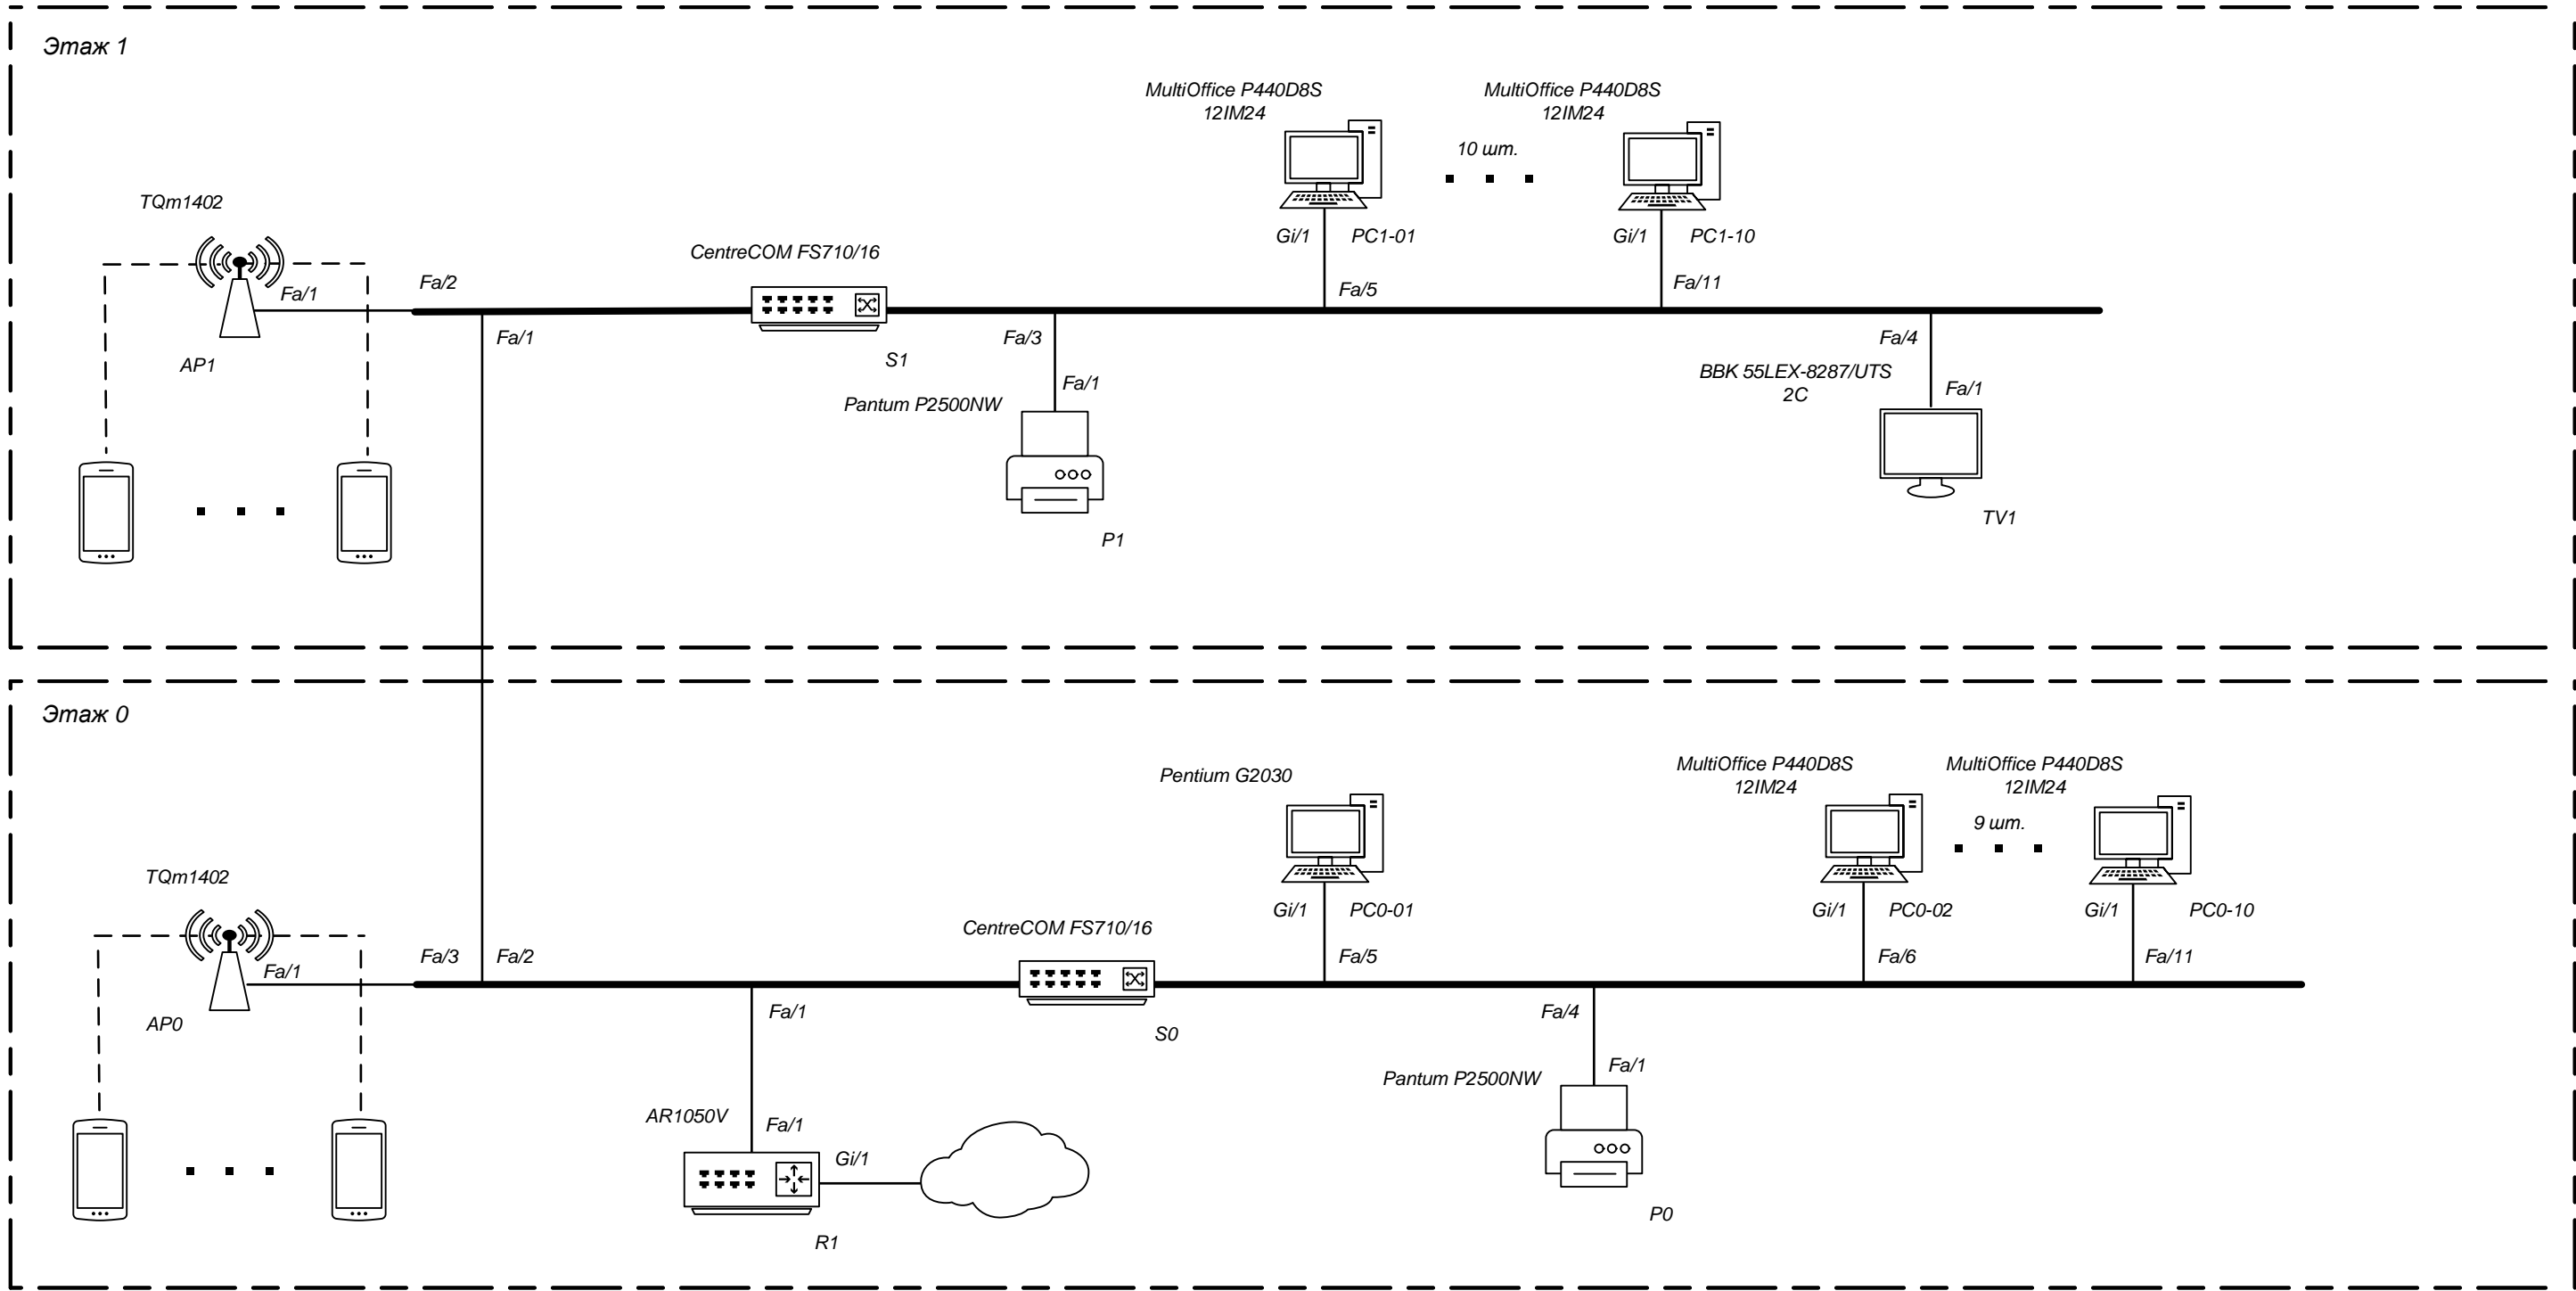 Этаж 1
MultiOffice P440D8S
12IM24
MultiOffice P440D8S
12IM24
10 шт.
TQm1402
Gi/1
PC1-01
Gi/1
PC1-10
CentreCOM FS710/16
Fa/2
Fa/1
Fa/5
Fa/11
Fa/1
S1
Fa/3
Fa/4
AP1
BBK 55LEX-8287/UTS
2C
Fa/1
Fa/1
Pantum P2500NW
TV1
P1
Этаж 0
Pentium G2030
MultiOffice P440D8S
12IM24
MultiOffice P440D8S
12IM24
9 шт.
TQm1402
Gi/1
PC0-01
Gi/1
PC0-02
Gi/1
PC0-10
CentreCOM FS710/16
Fa/3
Fa/2
Fa/5
Fa/6
Fa/11
Fa/1
AP0
Fa/1
S0
Fa/4
Fa/1
Pantum P2500NW
AR1050V
Fa/1
Gi/1
P0
R1